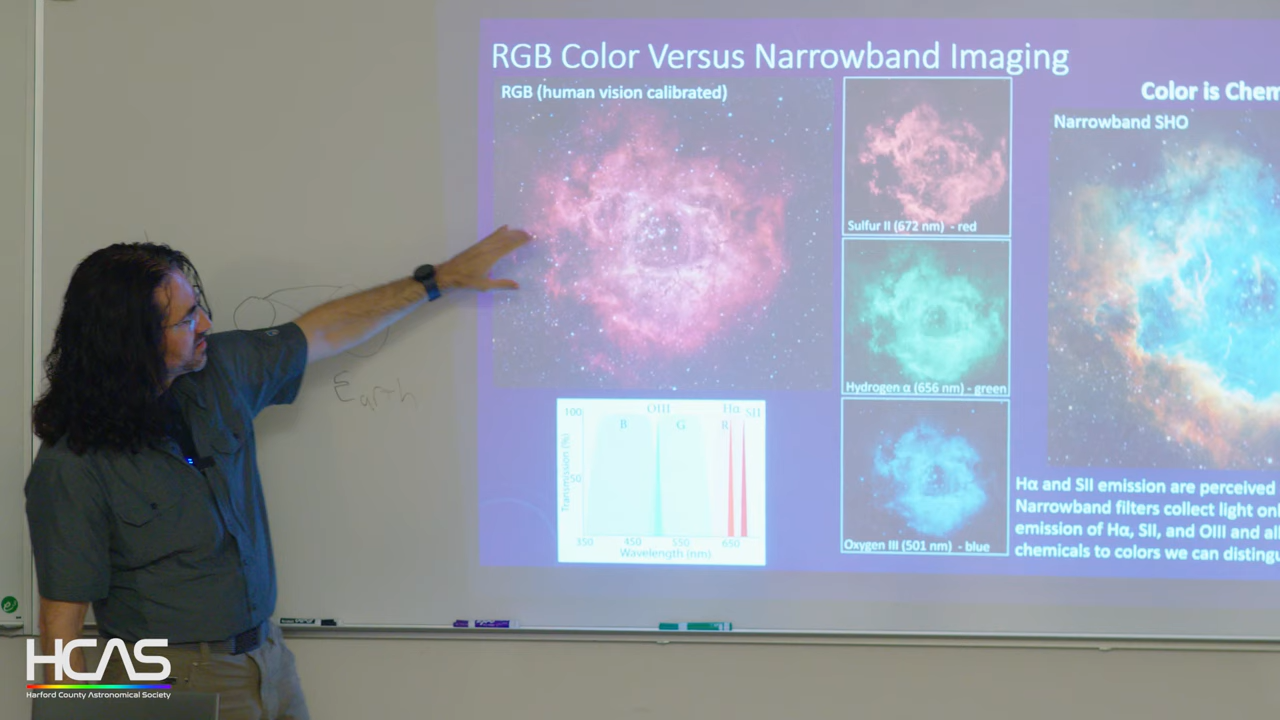 RGB Color Versus Narrowband Imaging
RGB (human vision calibrated)
Color is Chem
Narrowband SHO
Sulfur II (672 nm) - red
Hydrogen α (656 nm) - green
Oxygen III (501 nm) - blue
OIII
Hα
SII
B
G
R
100
50
Transmission (%)
350
450
550
650
Wavelength (nm)
Hα and SII emission are perceived
Narrowband filters collect light onl
emission of Hα, SII, and OIII and all
chemicals to colors we can distingu
Earth
HCAS
Harford County Astronomical Society